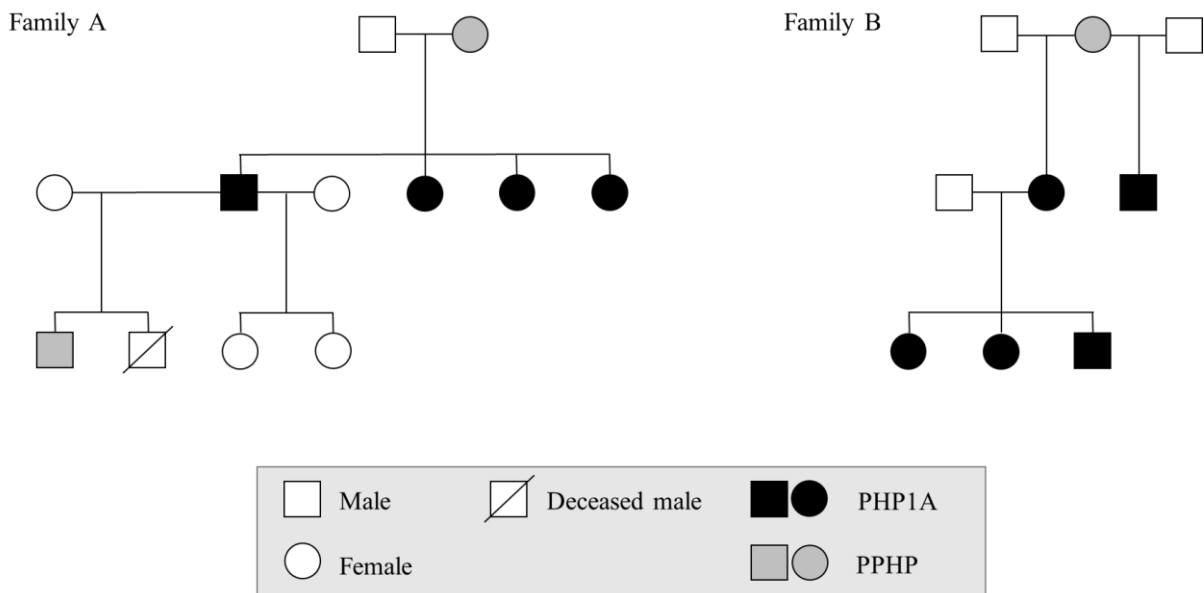 Family A
Family B
Male
Deceased male
PHP1A
Female
PPHP